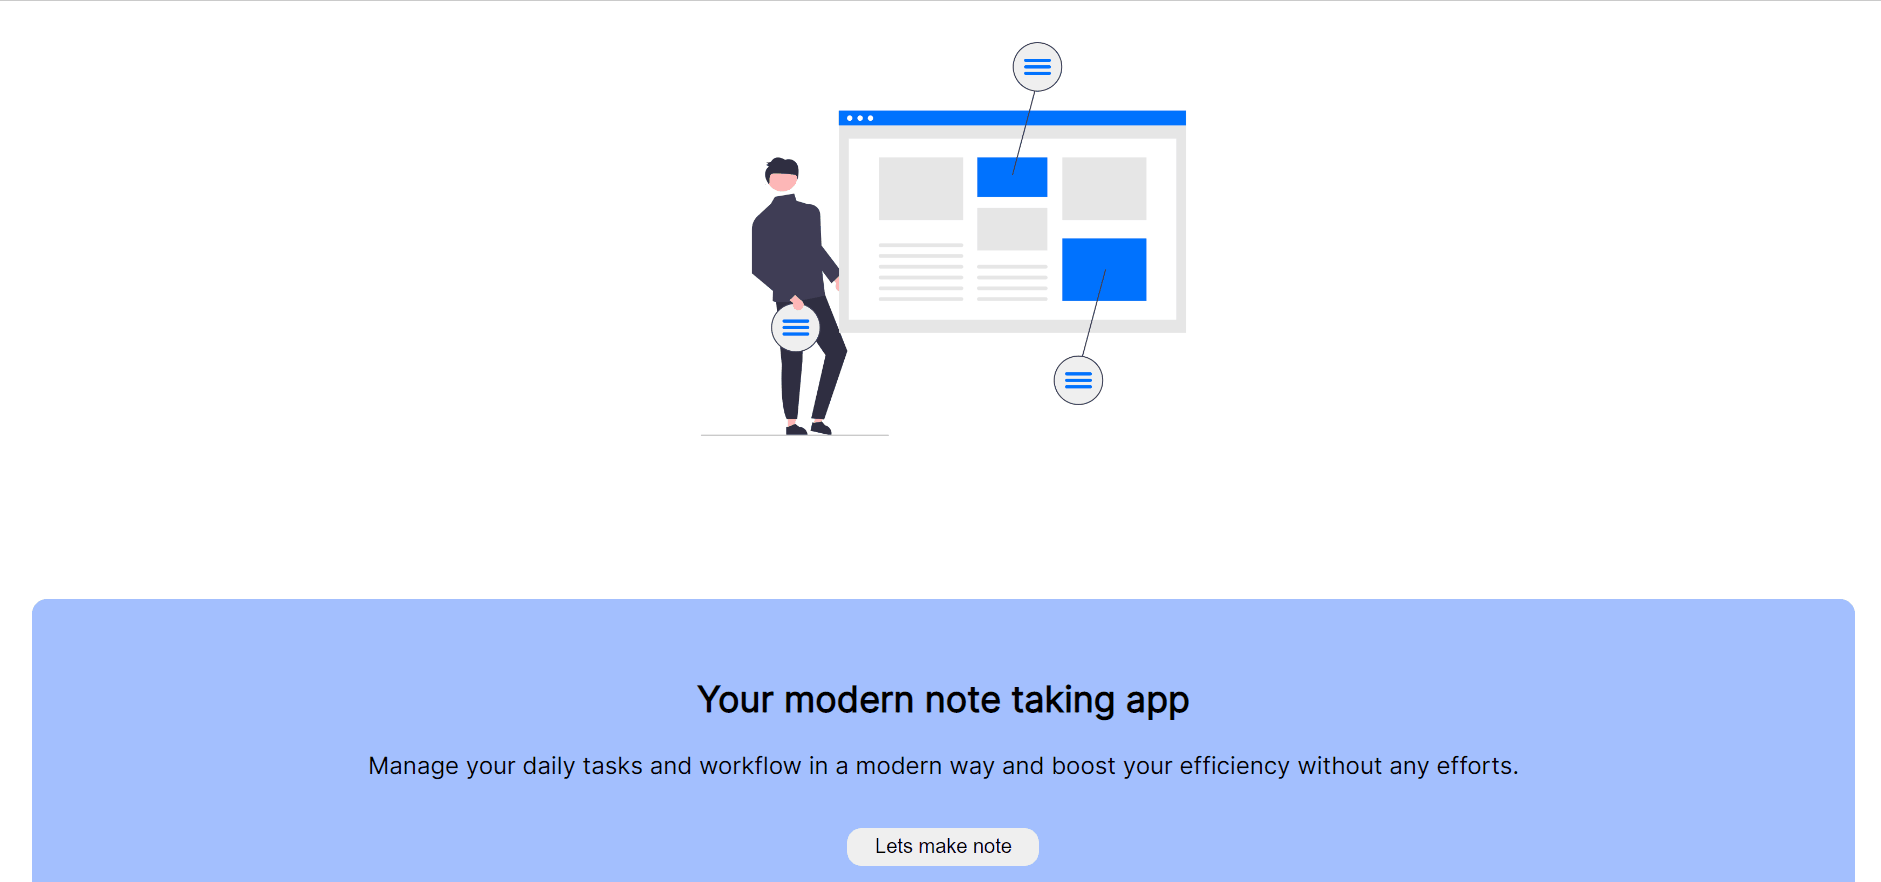 Your modern note taking app
Manage your daily tasks and workflow in a modern way and boost your efficiency without any efforts.
Lets make note